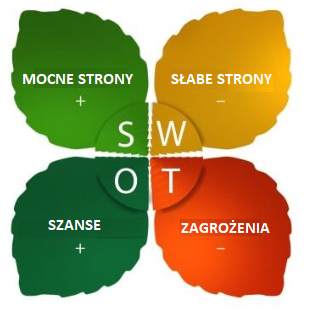 MOCNE STRONY
+
SŁABE STRONY
–
S W
O T
SZANSE
+
ZAGROŻENIA
–